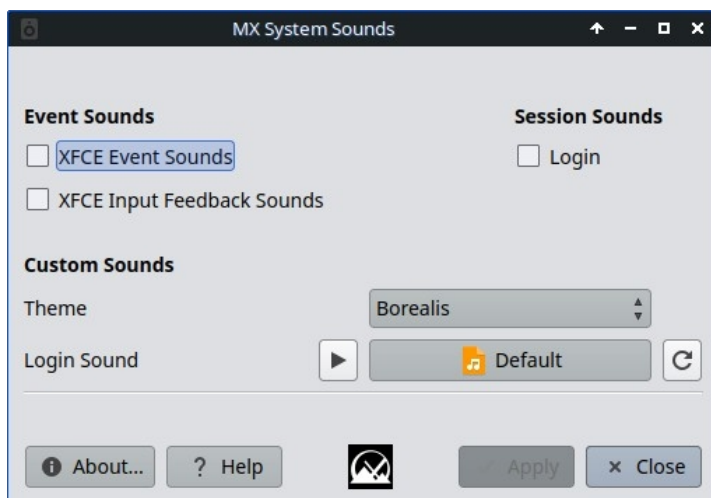 MX System Sounds
Event Sounds
Session Sounds
XFCE Event Sounds
Login
XFCE Input Feedback Sounds
Custom Sounds
Theme
Borealis
Login Sound
Default
About...
? Help
Apply
Close